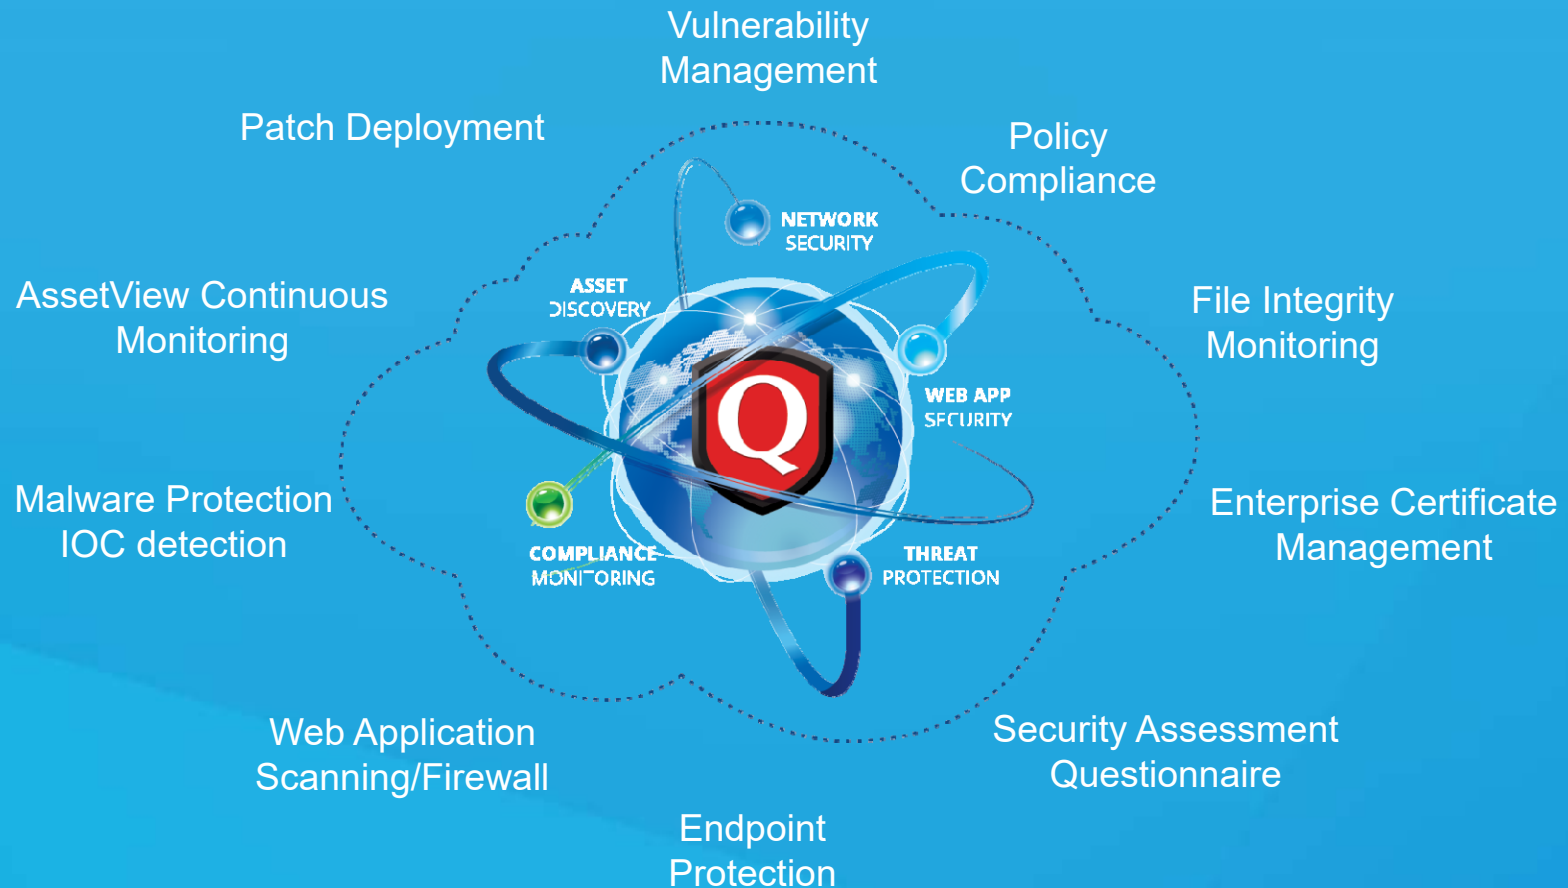 Vulnerability
Management
Patch Deployment
Policy
Compliance
NETWORK
SECURITY
ASSET
DISCOVERY
AssetView Continuous
Monitoring
File Integrity
Monitoring
Q
WEB APP
SECURITY
Malware Protection
IOC detection
Enterprise Certificate
Management
COMPLIANCE
MONITORING
THREAT
PROTECTION
Web Application
Scanning/Firewall
Security Assessment
Questionnaire
Endpoint
Protection